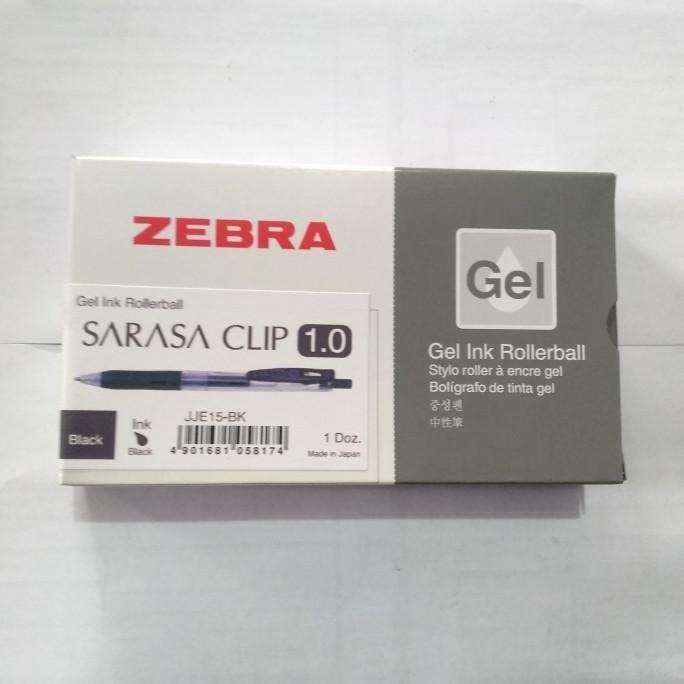 ZEBRA
Gel Ink Rollerball
SARASA CLIP 1.0
JJE15-BK
Black
Ink
Black
4 901681 058174
1 Doz.
Made in Japan
Gel
Gel Ink Rollerball
Stylo roller à encre gel
Bolígrafo de tinta gel
중성펜
中性筆